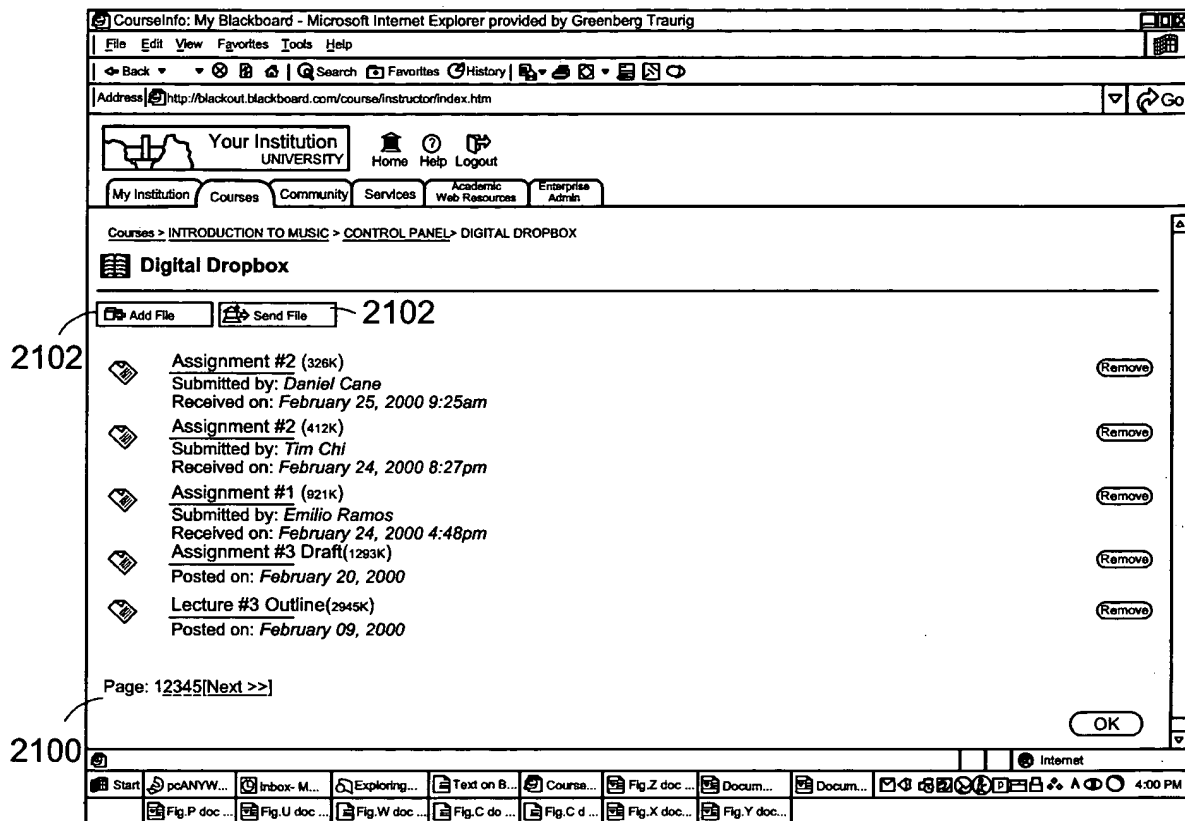 CourseInfo: My Blackboard - Microsoft Internet Explorer provided by Greenberg Traurig
File Edit View Favorites Tools Help
Back Search Favorites History
Address http://blackout.blackboard.com/course/instructor/index.htm Go
Your Institution
UNIVERSITY
Home Help Logout
My Institution Courses Community Services Academic Web Resources Enterprise Admin
Courses > INTRODUCTION TO MUSIC > CONTROL PANEL> DIGITAL DROPBOX
Digital Dropbox
Add File Send File 2102
2102
Assignment #2 (326K) Remove
Submitted by: Daniel Cane
Received on: February 25, 2000 9:25am
Assignment #2 (412K) Remove
Submitted by: Tim Chi
Received on: February 24, 2000 8:27pm
Assignment #1 (921K) Remove
Submitted by: Emilio Ramos
Received on: February 24, 2000 4:48pm
Assignment #3 Draft(1293K) Remove
Posted on: February 20, 2000
Lecture #3 Outline(2945K) Remove
Posted on: February 09, 2000
Page: 12345[Next >>]
OK
2100
Internet
Start pcANYW... Inbox- M... Exploring... Text on B... Course... Fig.Z doc ... Docum... Docum... 4:00 PM
Fig.P doc ... Fig.U doc ... Fig.W doc ... Fig.C do ... Fig.C d ... Fig.X doc... Fig.Y doc...